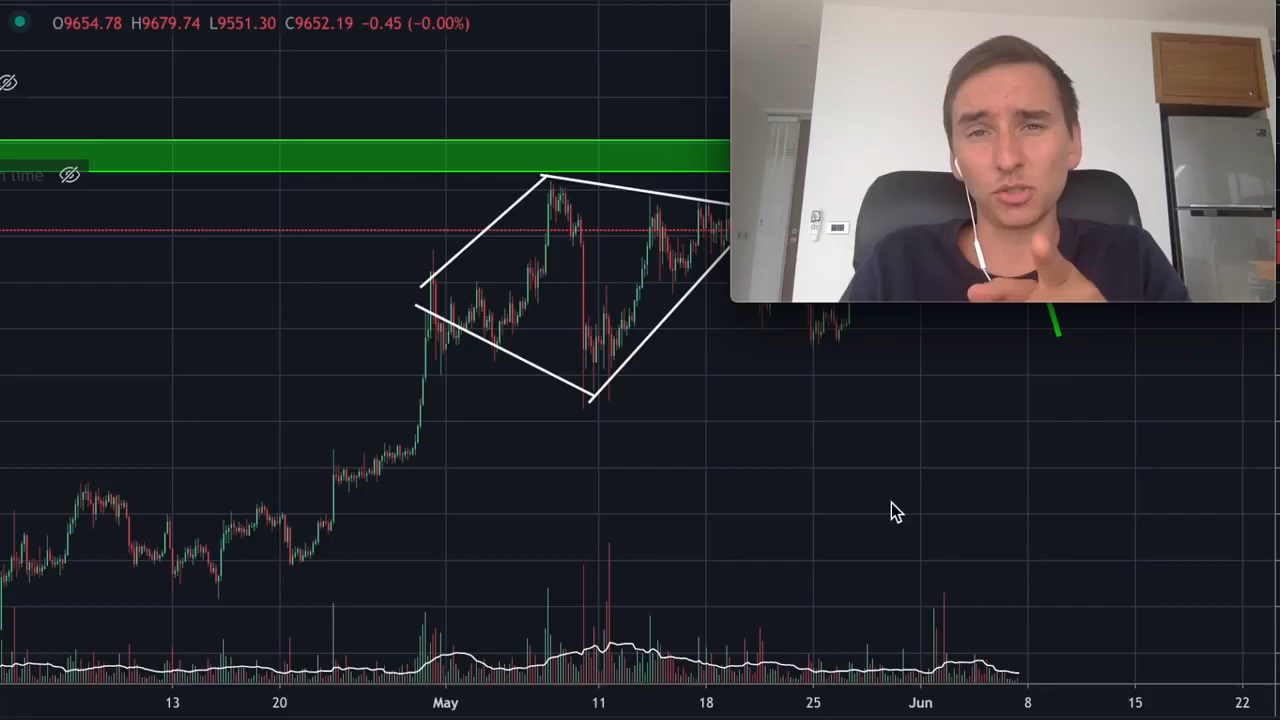 O9654.78 H9679.74 L9551.30 C9652.19 −0.45 (−0.00%)
n time
13 20 May 11 18 25 Jun 8 15 22